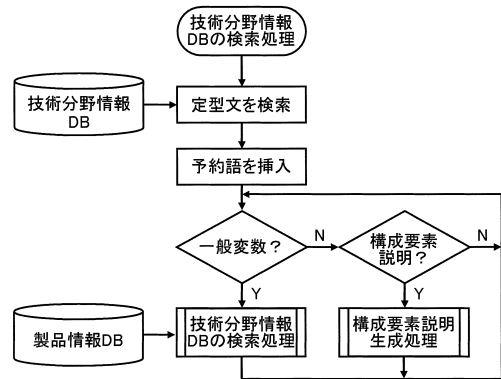 技術分野情報
DBの検索処理
技術分野情報
DB
定型文を検索
予約語を挿入
一般変数？
N
構成要素
説明？
N
Y
Y
製品情報DB
技術分野情報
DBの検索処理
構成要素説明
生成処理